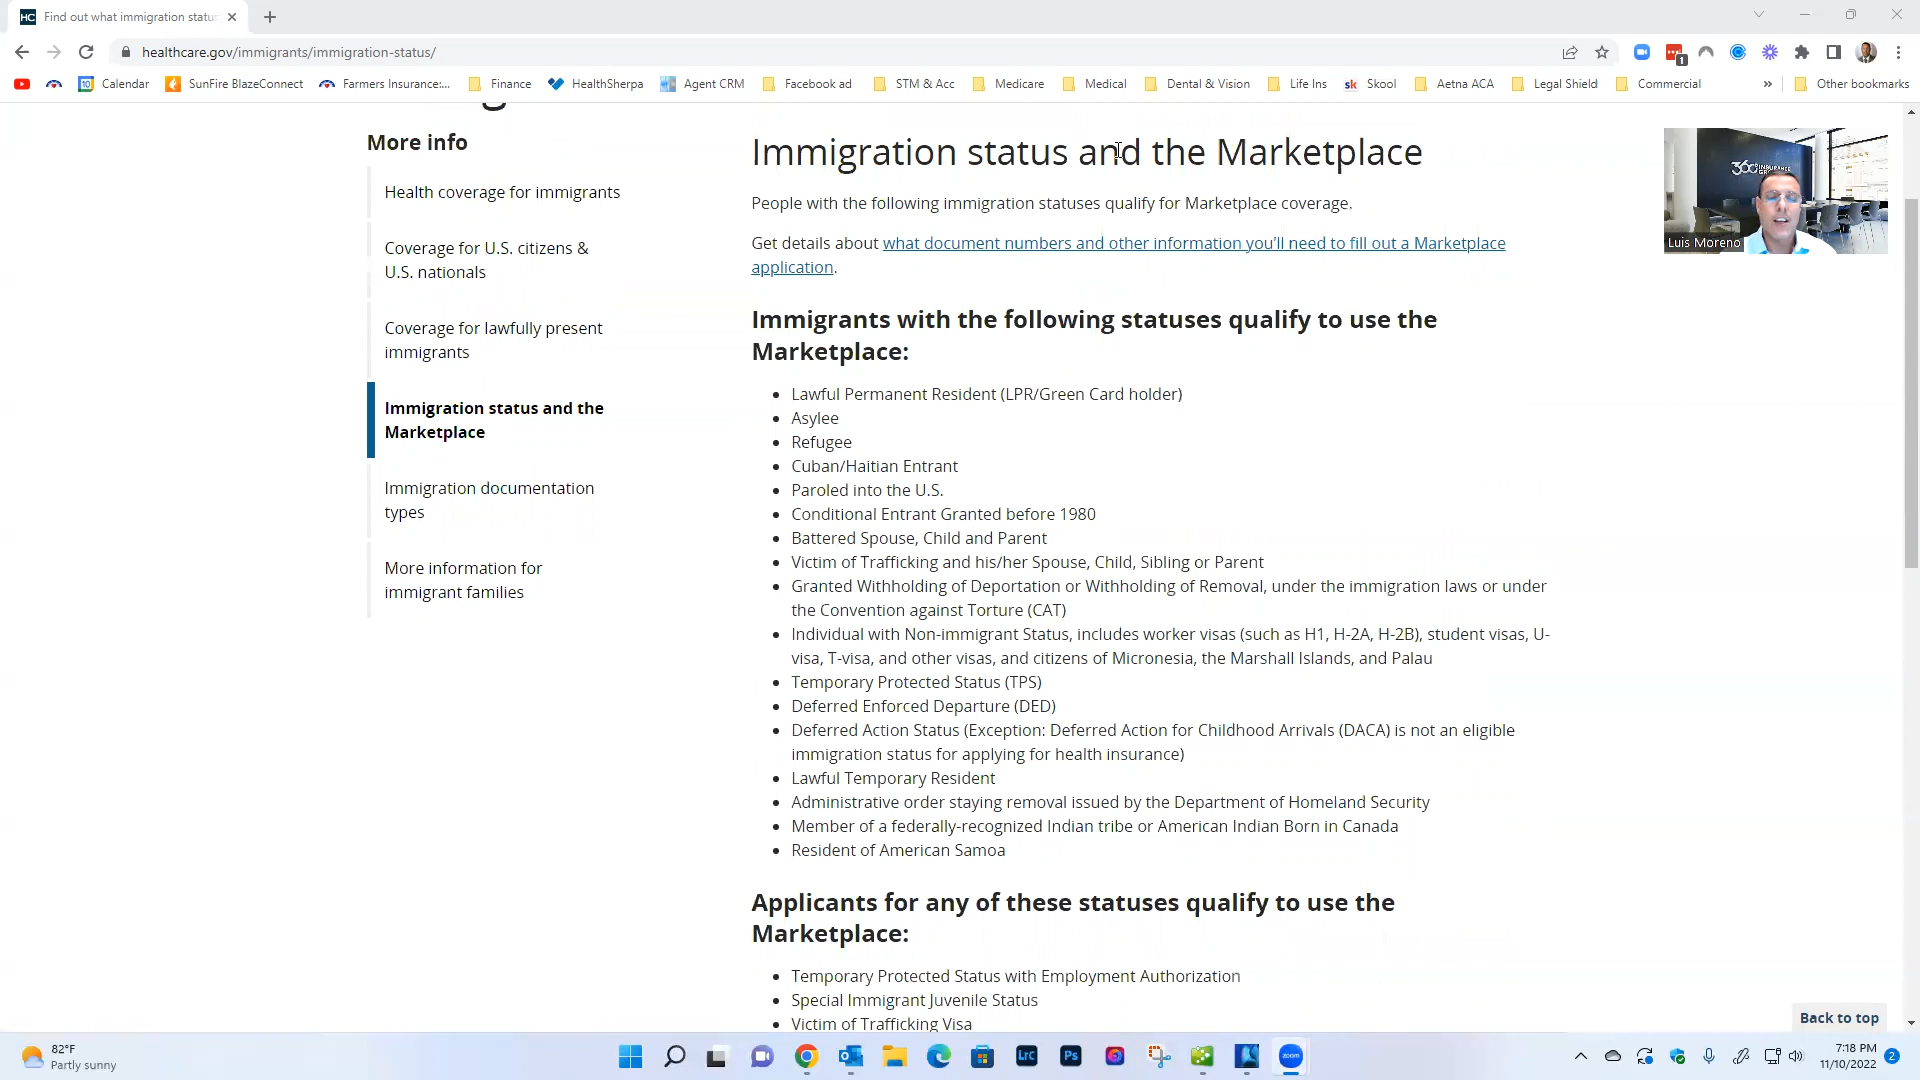 Find out what immigration statu
healthcare.gov/immigrants/immigration-status/
1
Calendar
SunFire BlazeConnect
Farmers Insurance:...
Finance
HealthSherpa
Agent CRM
Facebook ad
STM & Acc
Medicare
Medical
Dental & Vision
Life Ins
sk Skool
Aetna ACA
Legal Shield
Commercial
»
Other bookmarks
More info
Health coverage for immigrants
Coverage for U.S. citizens &
U.S. nationals
Coverage for lawfully present
immigrants
Immigration status and the
Marketplace
Immigration documentation
types
More information for
immigrant families
Immigration status and the Marketplace
People with the following immigration statuses qualify for Marketplace coverage.
Get details about what document numbers and other information you'll need to fill out a Marketplace
application.
Immigrants with the following statuses qualify to use the
Marketplace:
• Lawful Permanent Resident (LPR/Green Card holder)
• Asylee
• Refugee
• Cuban/Haitian Entrant
• Paroled into the U.S.
• Conditional Entrant Granted before 1980
• Battered Spouse, Child and Parent
• Victim of Trafficking and his/her Spouse, Child, Sibling or Parent
• Granted Withholding of Deportation or Withholding of Removal, under the immigration laws or under
the Convention against Torture (CAT)
• Individual with Non-immigrant Status, includes worker visas (such as H1, H-2A, H-2B), student visas, U-
visa, T-visa, and other visas, and citizens of Micronesia, the Marshall Islands, and Palau
• Temporary Protected Status (TPS)
• Deferred Enforced Departure (DED)
• Deferred Action Status (Exception: Deferred Action for Childhood Arrivals (DACA) is not an eligible
immigration status for applying for health insurance)
• Lawful Temporary Resident
• Administrative order staying removal issued by the Department of Homeland Security
• Member of a federally-recognized Indian tribe or American Indian Born in Canada
• Resident of American Samoa
Applicants for any of these statuses qualify to use the
Marketplace:
• Temporary Protected Status with Employment Authorization
• Special Immigrant Juvenile Status
• Victim of Trafficking Visa
360 INSURANCE
Luis Moreno
Back to top
82°F
Partly sunny
LrC
Ps
zoom
7:18 PM
11/10/2022
2